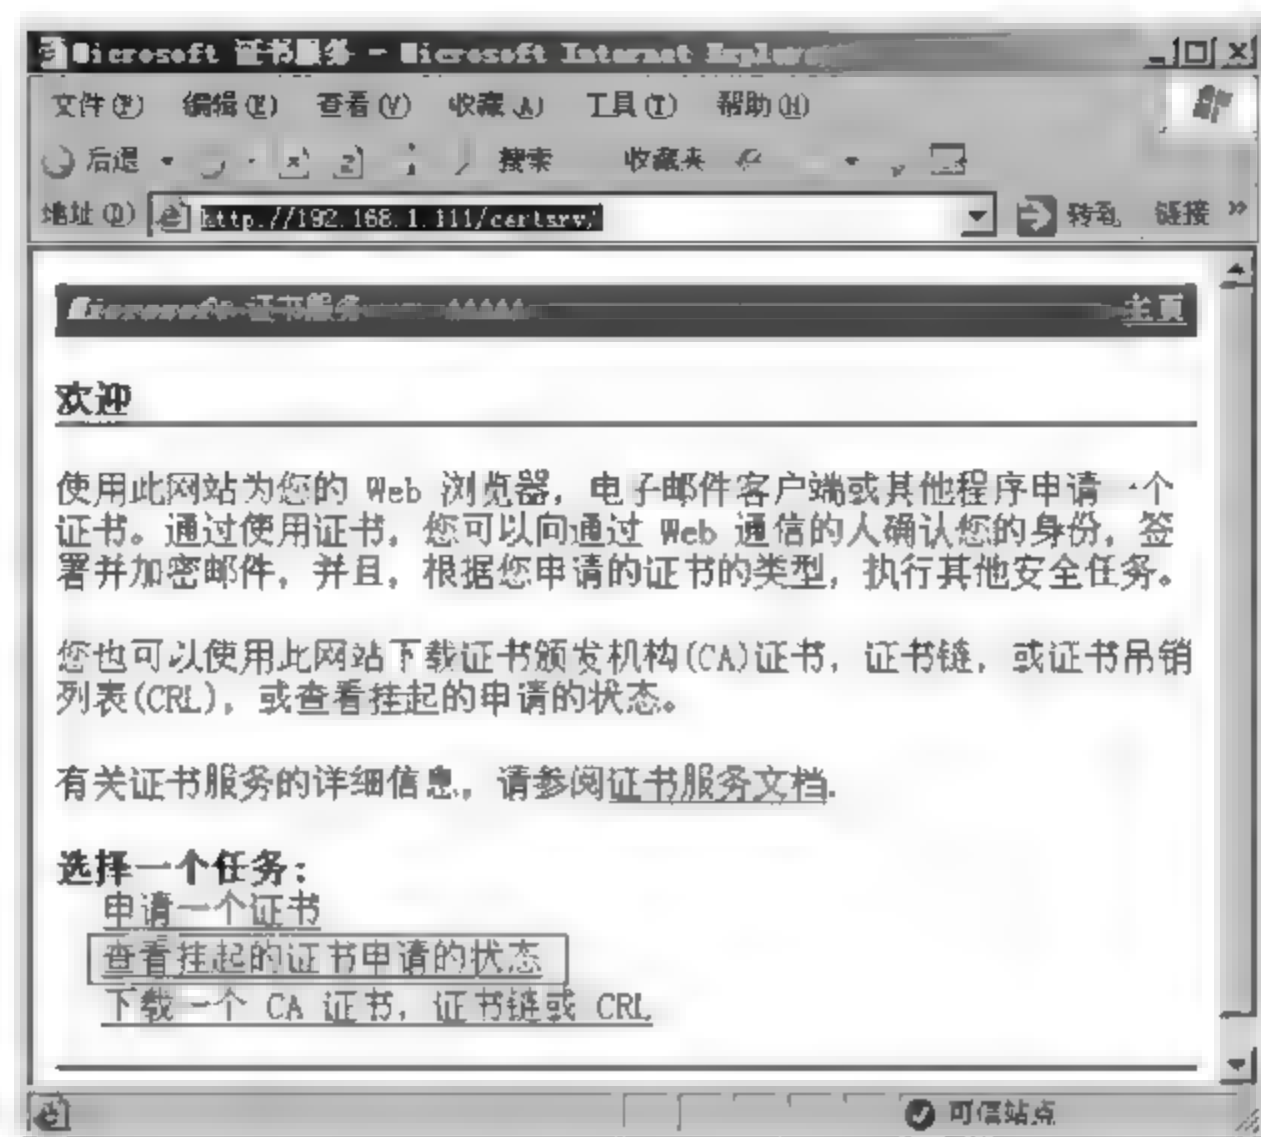 Microsoft 证书服务 - Microsoft Internet Explorer
文件(F) 编辑(E) 查看(V) 收藏(A) 工具(T) 帮助(H)
后退 搜索 收藏夹
地址(D) http://192.168.1.111/certsrv/ 转到 链接 »
Microsoft 证书服务 主页
欢迎
使用此网站为您的 Web 浏览器，电子邮件客户端或其他程序申请一个
证书。通过使用证书，您可以向通过 Web 通信的人确认您的身份，签
署并加密邮件，并且，根据您申请的证书的类型，执行其他安全任务。
您也可以使用此网站下载证书颁发机构(CA)证书，证书链，或证书吊销
列表(CRL)，或查看挂起的申请的状态。
有关证书服务的详细信息，请参阅证书服务文档.
选择一个任务:
申请一个证书
查看挂起的证书申请的状态
下载一个 CA 证书，证书链或 CRL
可信站点